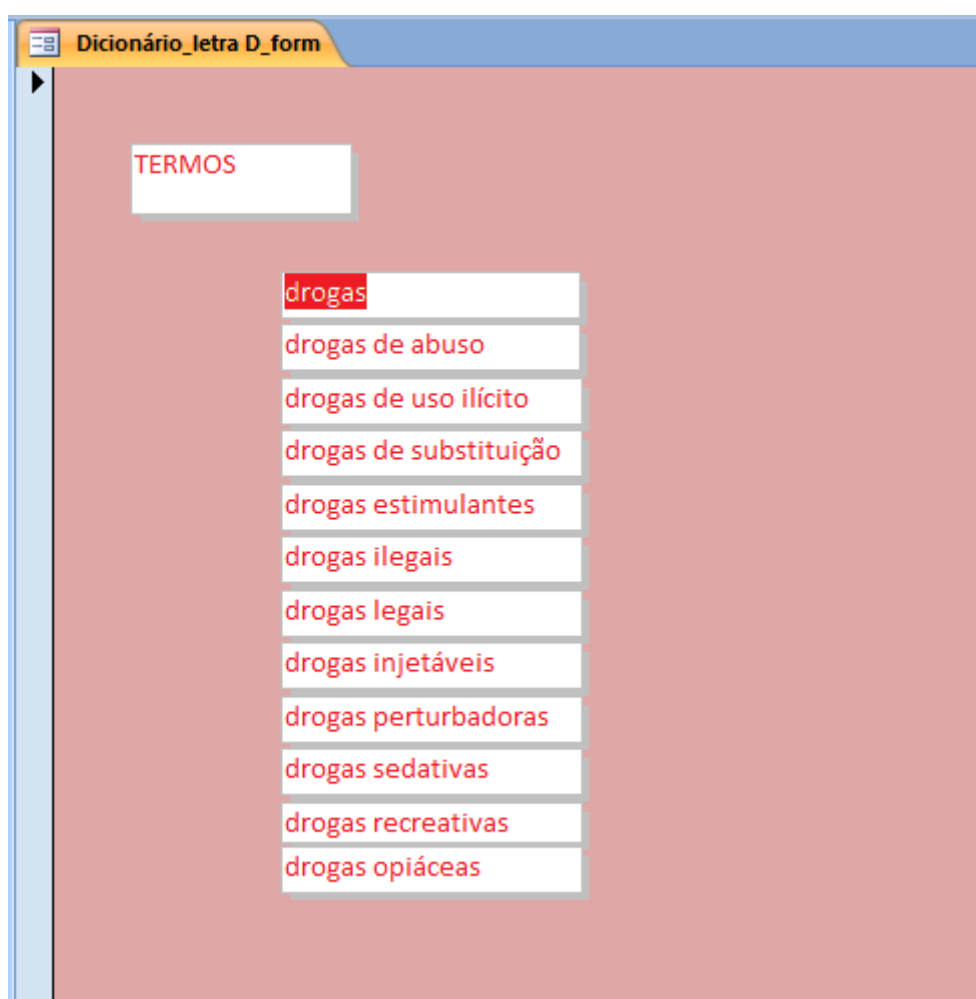 Dicionário_letra D_form
TERMOS
drogas
drogas de abuso
drogas de uso ilícito
drogas de substituição
drogas estimulantes
drogas ilegais
drogas legais
drogas injetáveis
drogas perturbadoras
drogas sedativas
drogas recreativas
drogas opiáceas